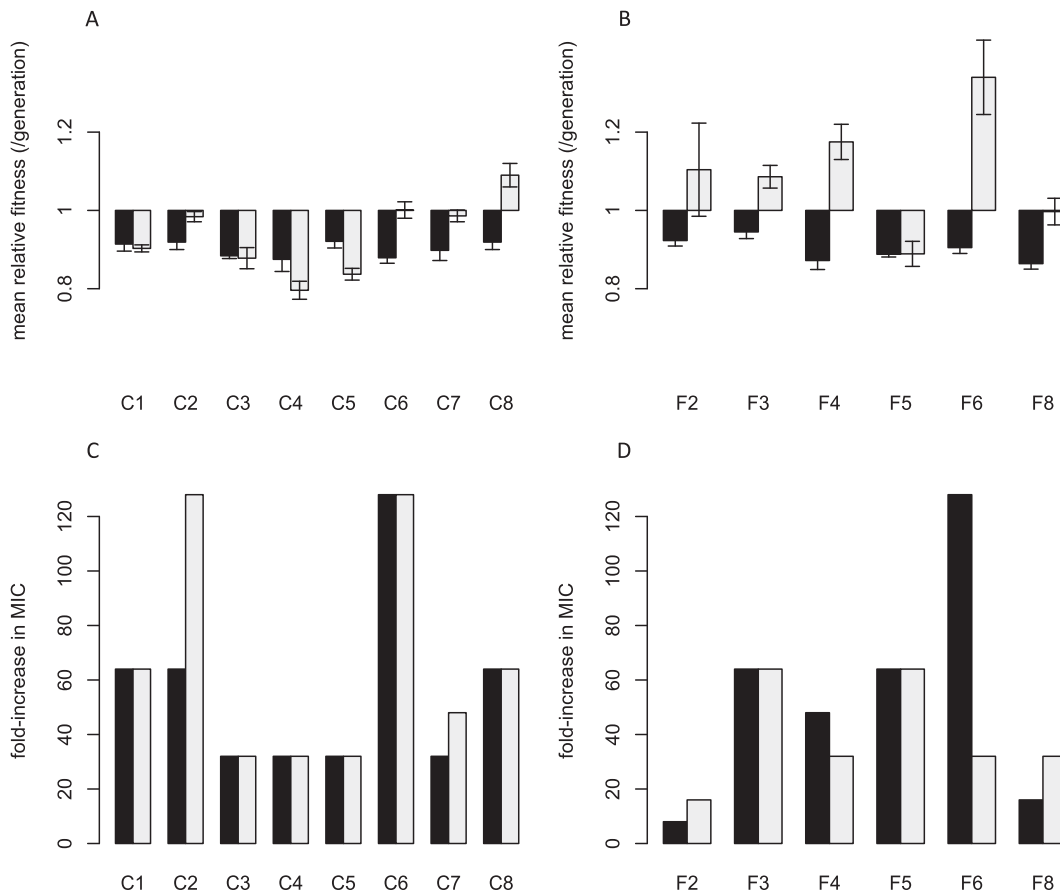 A
mean relative fitness (/generation)
1.2
1
0.8
C1 C2 C3 C4 C5 C6 C7 C8
B
mean relative fitness (/generation)
1.2
1
0.8
F2 F3 F4 F5 F6 F8
C
fold-increase in MIC
120
100
80
60
40
20
0
C1 C2 C3 C4 C5 C6 C7 C8
D
fold-increase in MIC
120
100
80
60
40
20
0
F2 F3 F4 F5 F6 F8